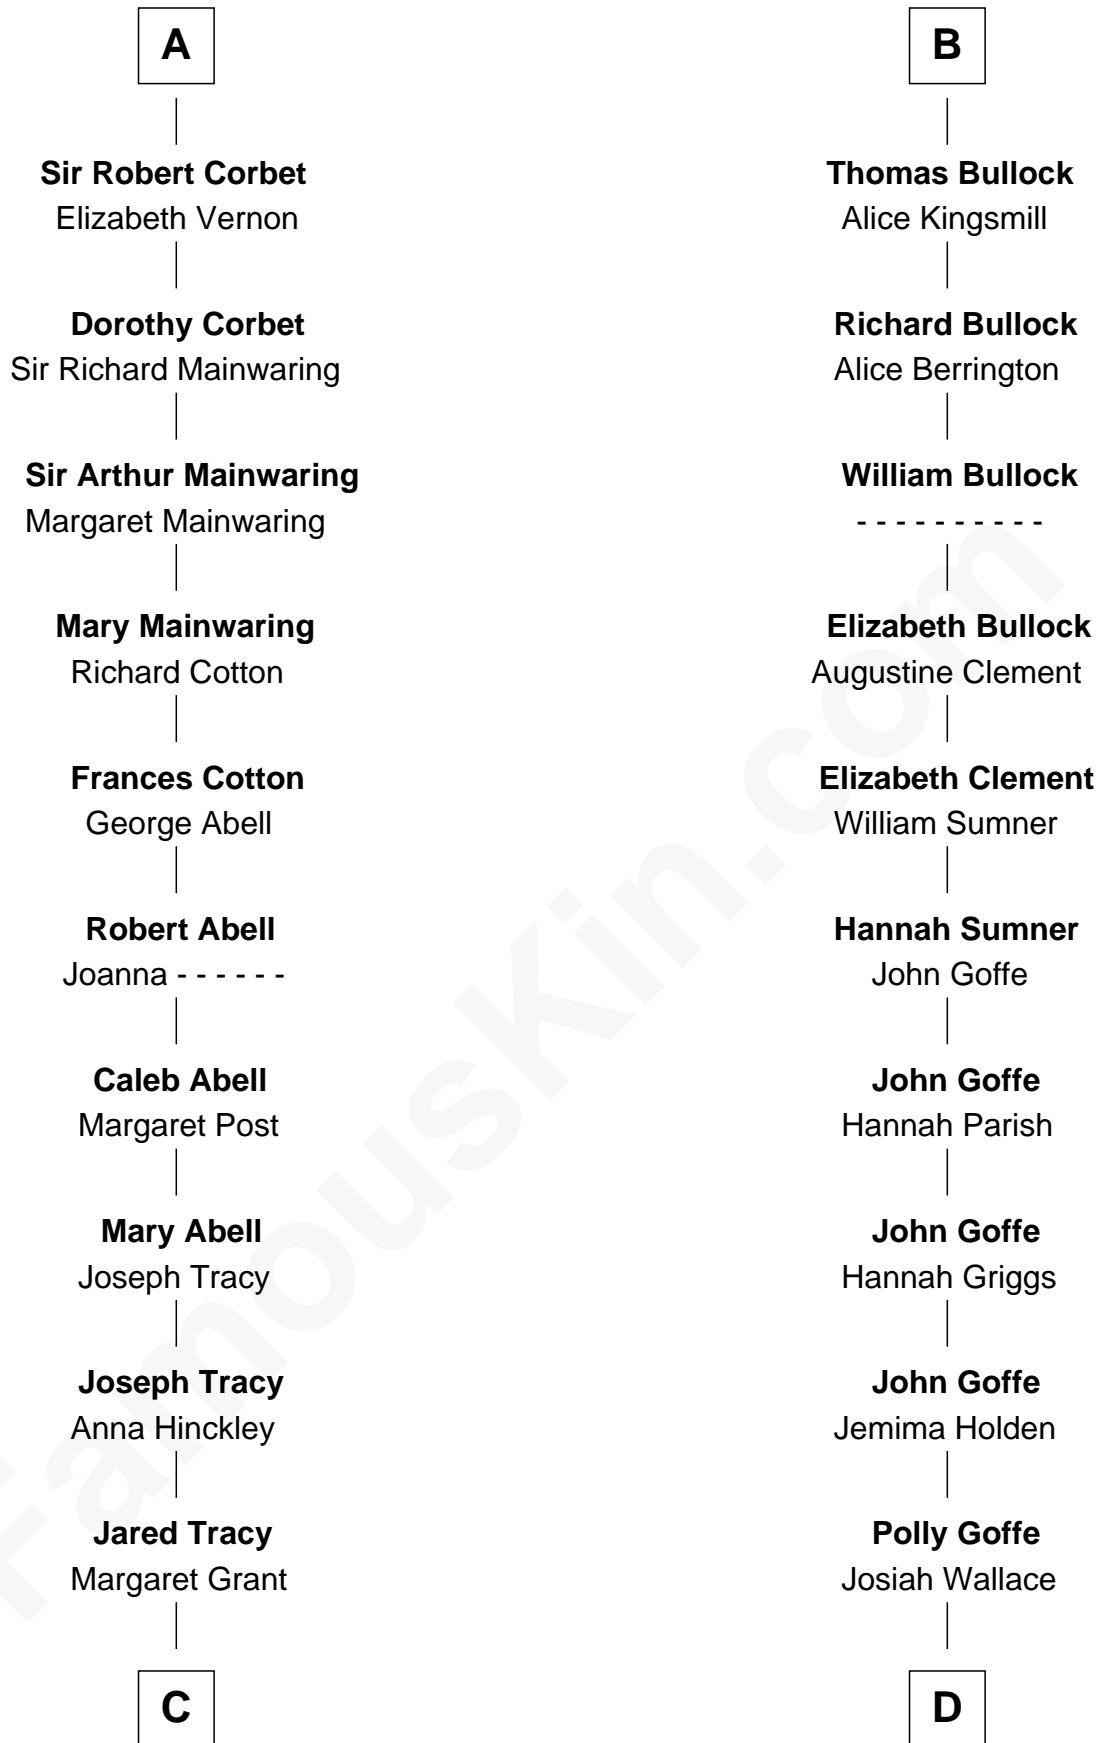 A
Sir Robert Corbet
Elizabeth Vernon
Dorothy Corbet
Sir Richard Mainwaring
Sir Arthur Mainwaring
Margaret Mainwaring
Mary Mainwaring
Richard Cotton
Frances Cotton
George Abell
Robert Abell
Joanna - - - - - -
Caleb Abell
Margaret Post
Mary Abell
Joseph Tracy
Joseph Tracy
Anna Hinckley
Jared Tracy
Margaret Grant
C
B
Thomas Bullock
Alice Kingsmill
Richard Bullock
Alice Berrington
William Bullock
- - - - - - - - - -
Elizabeth Bullock
Augustine Clement
Elizabeth Clement
William Sumner
Hannah Sumner
John Goffe
John Goffe
Hannah Parish
John Goffe
Hannah Griggs
John Goffe
Jemima Holden
Polly Goffe
Josiah Wallace
D
FamousKin.com